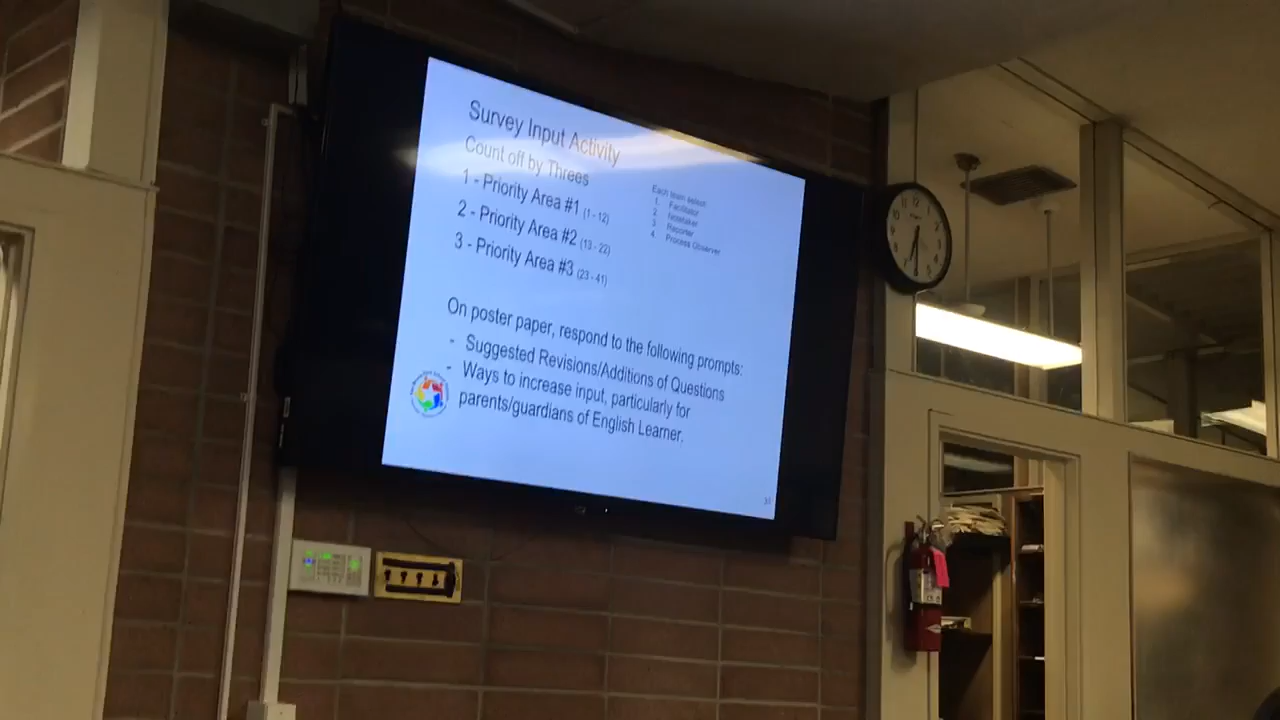 Survey Input Activity
Count off by Threes
1 - Priority Area #1 (1 - 12)
2 - Priority Area #2 (13 - 22)
3 - Priority Area #3 (23 - 41)
Each team select:
1. Facilitator
2. Notetaker
3. Reporter
4. Process Observer
On poster paper, respond to the following prompts:
- Suggested Revisions/Additions of Questions
- Ways to increase input, particularly for
parents/guardians of English Learner.